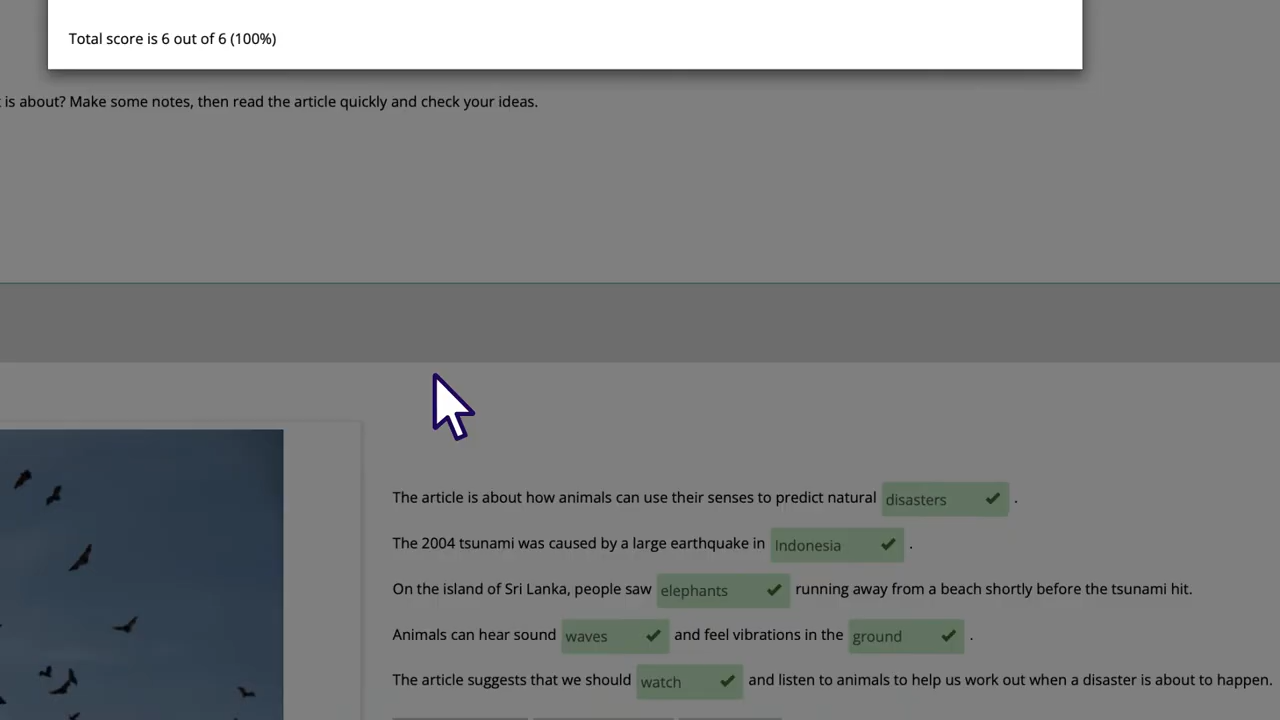 Total score is 6 out of 6 (100%)
is about? Make some notes, then read the article quickly and check your ideas.
The article is about how animals can use their senses to predict natural disasters .
The 2004 tsunami was caused by a large earthquake in Indonesia .
On the island of Sri Lanka, people saw elephants running away from a beach shortly before the tsunami hit.
Animals can hear sound waves and feel vibrations in the ground .
The article suggests that we should watch and listen to animals to help us work out when a disaster is about to happen.